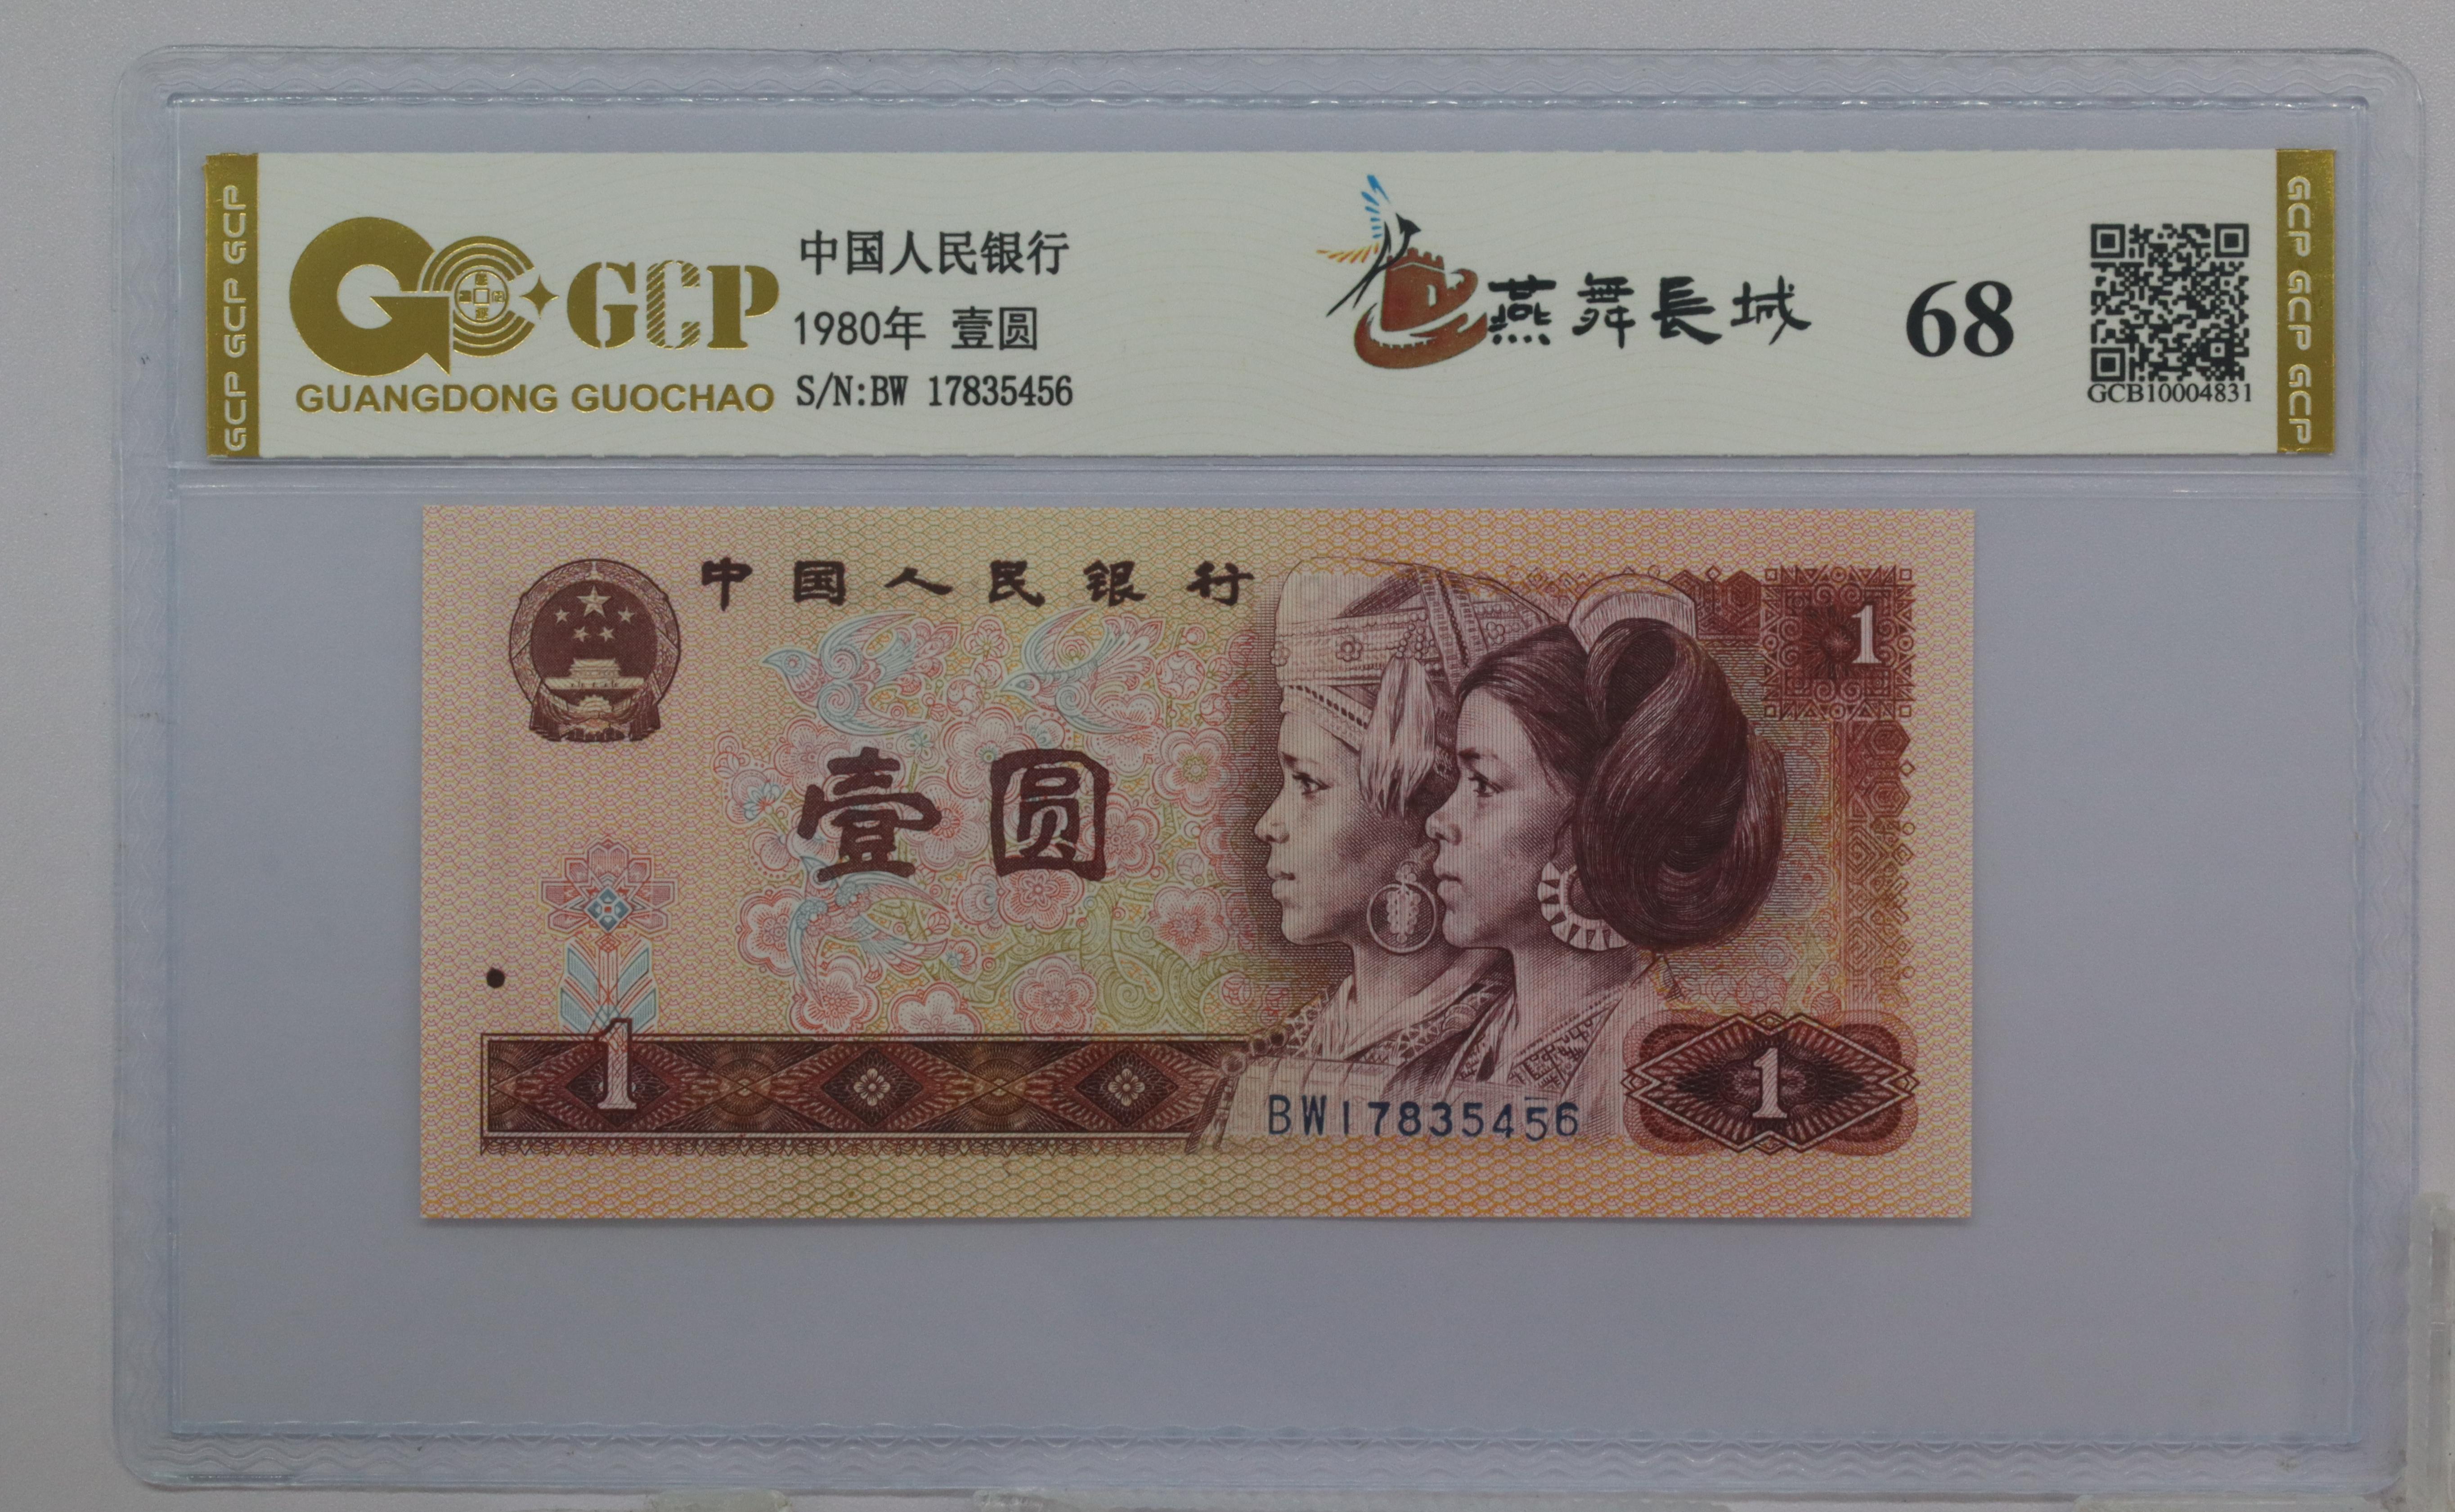 GCP GCP GCP
GCP
GUANGDONG GUOCHAO
中国人民银行
1980年 壹圆
S/N:BW 17835456
燕舞長城
68
GCB10004831
GCP GCP GCP
中国人民银行
1
壹圆
1
BW17835456
1